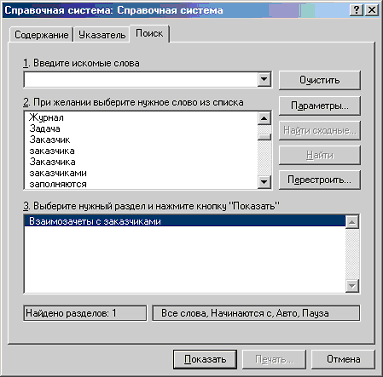 Справочная система: Справочная система
Содержание Указатель Поиск
1. Введите искомые слова
Очистить
2. При желании выберите нужное слово из списка
Параметры...
Журнал
Задача
Найти сходные...
Заказчик
заказчика
Найти
Заказчика
заказчиками
Перестроить...
заполняются
3. Выберите нужный раздел и нажмите кнопку "Показать"
Взаимозачеты с заказчиками
Найдено разделов: 1 Все слова, Начинаются с, Авто, Пауза
Показать Печать... Отмена